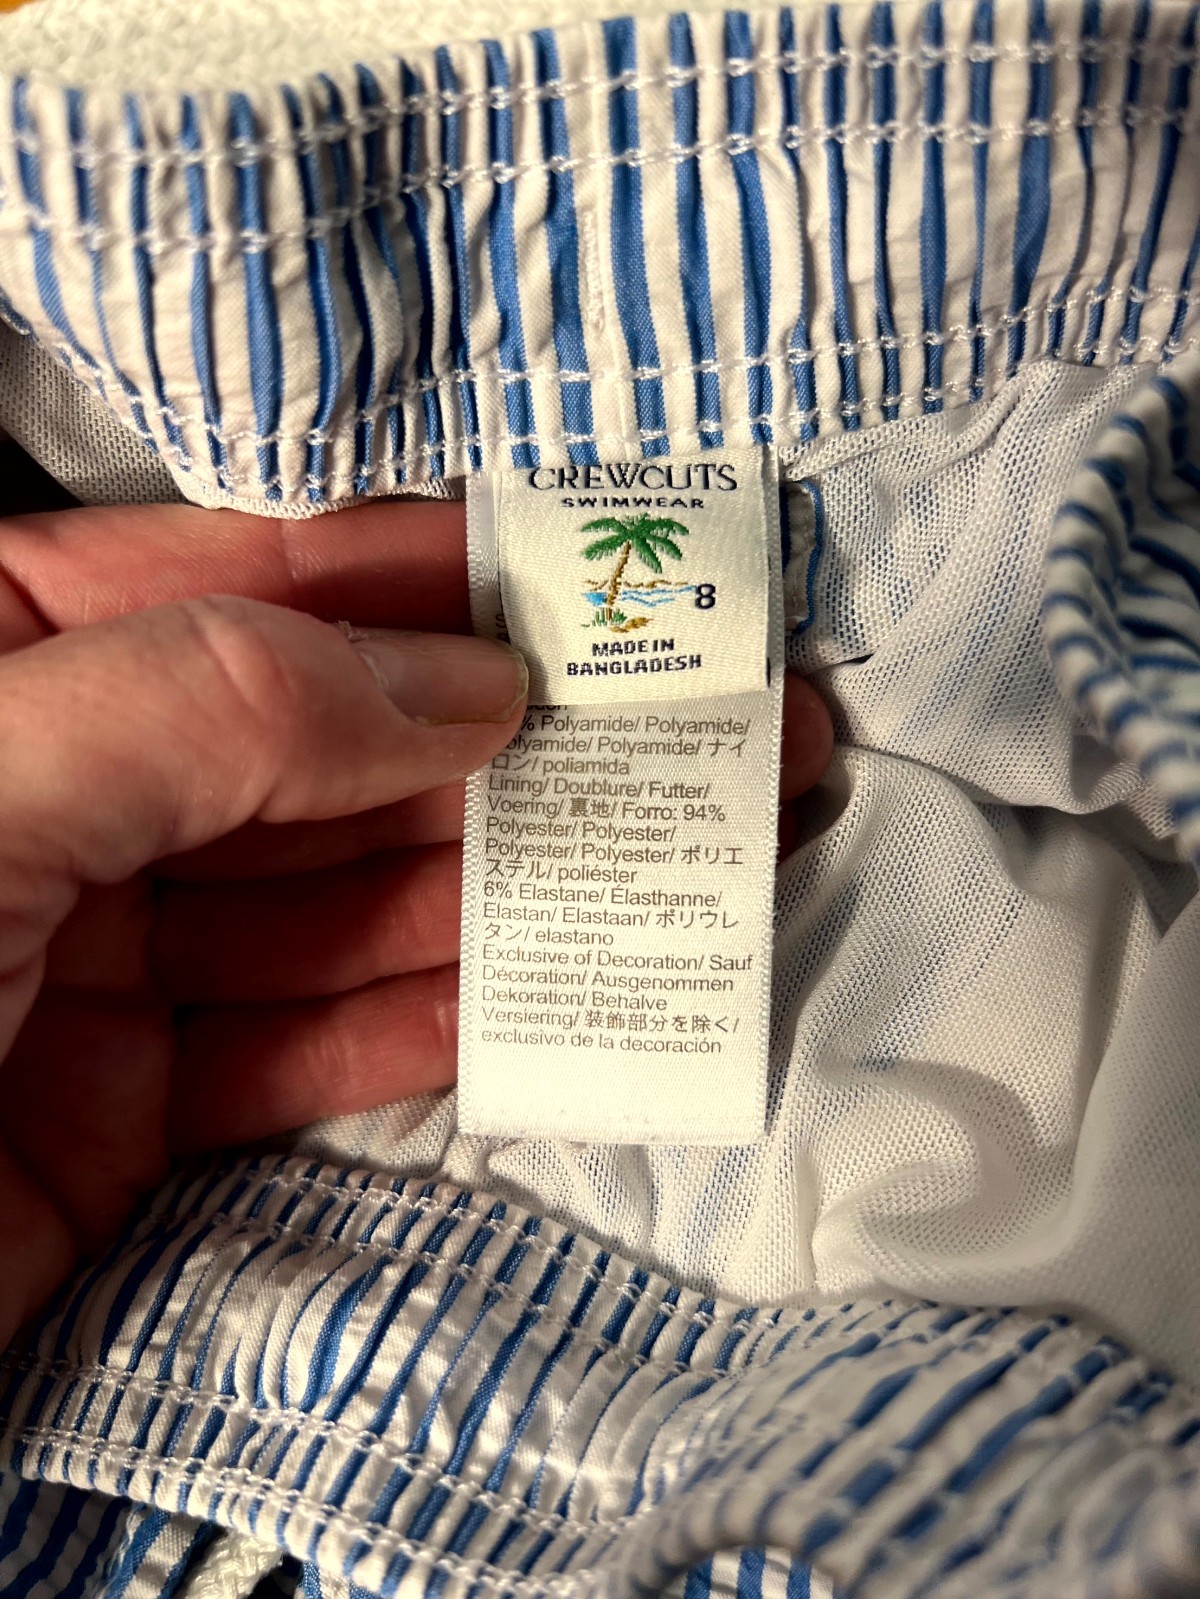 CREWCUTS
SWIMWEAR
8
MADE IN
BANGLADESH
% Polyamide/ Polyamide/
Polyamide/ Polyamide/ ナイ
ロン/ poliamida
Lining/ Doublure/ Futter/
Voering/ 裏地/ Forro: 94%
Polyester/ Polyester/
Polyester/ Polyester/ ポリエ
ステル/ poliéster
6% Elastane/ Élasthanne/
Elastan/ Elastaan/ ポリウレ
タン/ elastano
Exclusive of Decoration/ Sauf
Décoration/ Ausgenommen
Dekoration/ Behalve
Versiering/ 装飾部分を除く/
exclusivo de la decoración